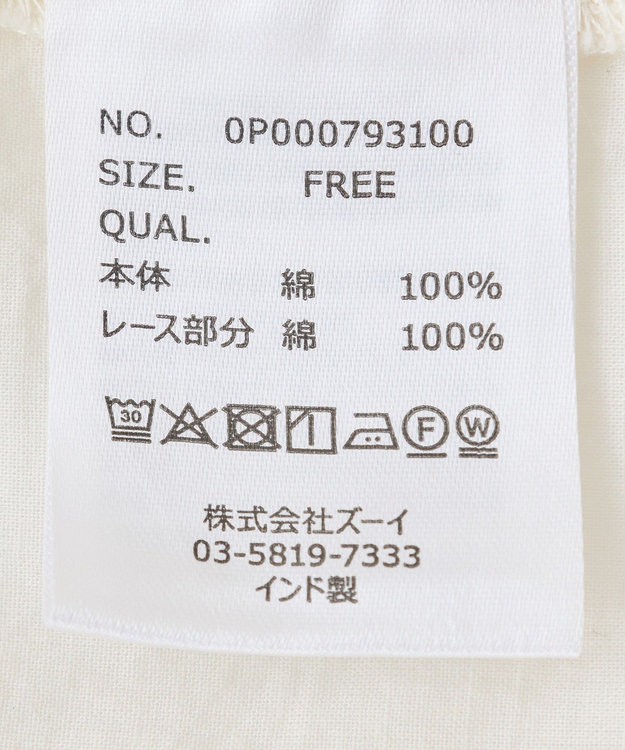 NO. 0P000793100
SIZE. FREE
QUAL.
本体 綿 100%
レース部分 綿 100%
30 F W
株式会社ズーイ
03-5819-7333
インド製